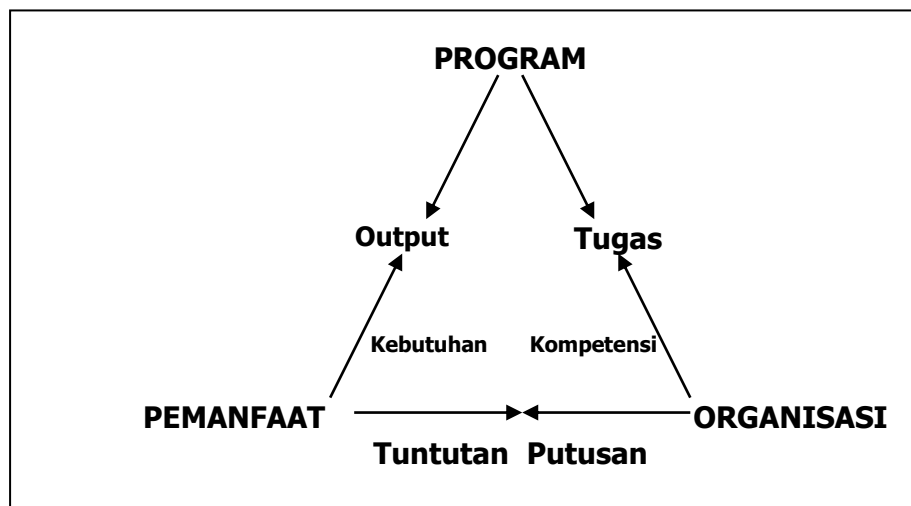 PROGRAM
Output Tugas
Kebutuhan Kompetensi
PEMANFAAT ORGANISASI
Tuntutan Putusan